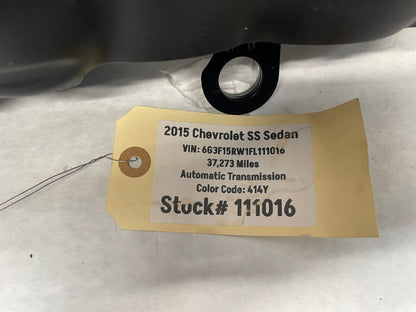 2015 Chevrolet SS Sedan
VIN: 6G3F15RW1FL111016
37,273 Miles
Automatic Transmission
Color Code: 414Y
Stock# 111016